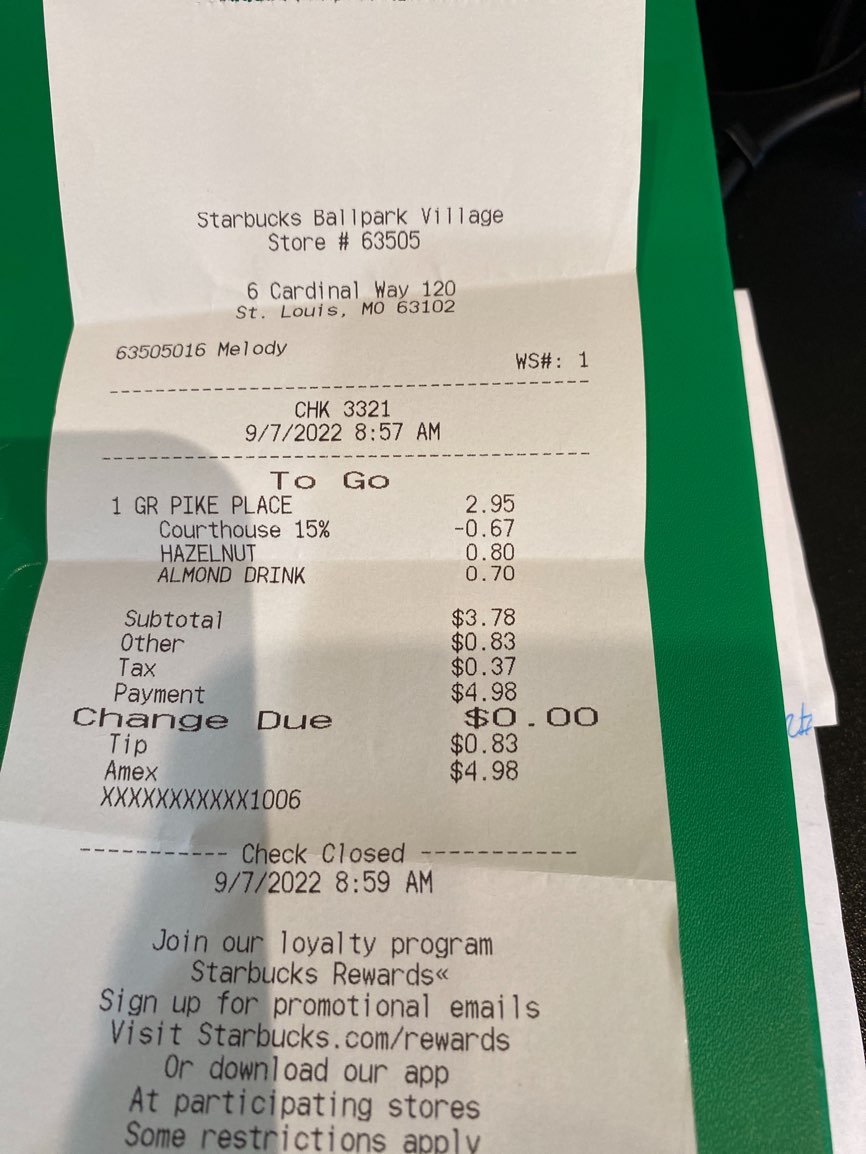 Starbucks Ballpark Village
Store # 63505
6 Cardinal Way 120
St. Louis, MO 63102
63505016 Melody
WS#: 1
----------------------------------------
CHK 3321
9/7/2022 8:57 AM
----------------------------------------
To Go
1 GR PIKE PLACE 2.95
Courthouse 15% -0.67
HAZELNUT 0.80
ALMOND DRINK 0.70
Subtotal $3.78
Other $0.83
Tax $0.37
Payment $4.98
Change Due $0.00
Tip $0.83
Amex $4.98
XXXXXXXXXXX1006
----------- Check Closed -----------
9/7/2022 8:59 AM
Join our loyalty program
Starbucks Rewards«
Sign up for promotional emails
Visit Starbucks.com/rewards
Or download our app
At participating stores
Some restrictions apply